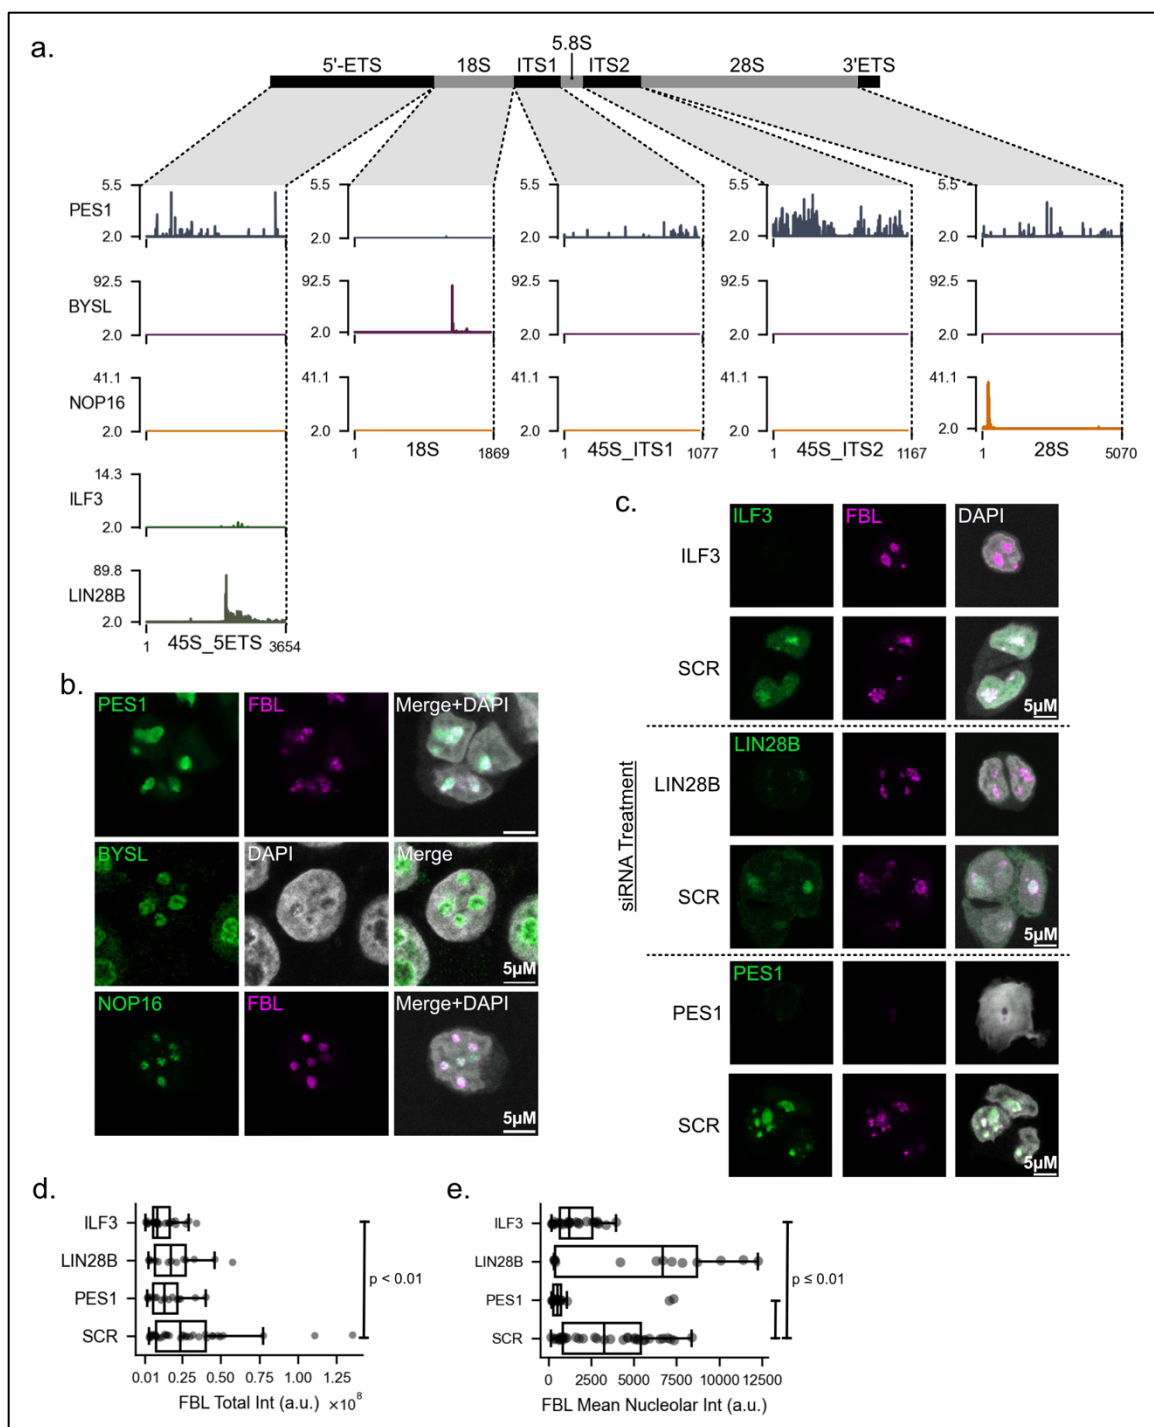 a.
5.8S
5'-ETS 18S ITS1 ITS2 28S 3'ETS
PES1
5.5 5.5 5.5 5.5 5.5
2.0 2.0 2.0 2.0 2.0
BYSL
92.5 92.5 92.5 92.5 92.5
2.0 2.0 2.0 2.0 2.0
NOP16
41.1 41.1 41.1 41.1 41.1
2.0 2.0 2.0 2.0 2.0
1 18S 1869 1 45S_ITS1 1077 1 45S_ITS2 1167 1 28S 5070
ILF3
14.3
2.0
LIN28B
89.8
2.0
1 45S_5ETS 3654
b.
PES1 FBL Merge+DAPI
BYSL DAPI Merge
5µM
NOP16 FBL Merge+DAPI
5µM
c.
siRNA Treatment
ILF3 FBL DAPI
ILF3
SCR
5µM
LIN28B
LIN28B
SCR
5µM
PES1
PES1
SCR
5µM
d.
ILF3
LIN28B
PES1
SCR
p < 0.01
0.01 0.25 0.50 0.75 1.00 1.25
FBL Total Int (a.u.) ×10⁸
e.
ILF3
LIN28B
PES1
SCR
p ≤ 0.01
0 2500 5000 7500 10000 12500
FBL Mean Nucleolar Int (a.u.)